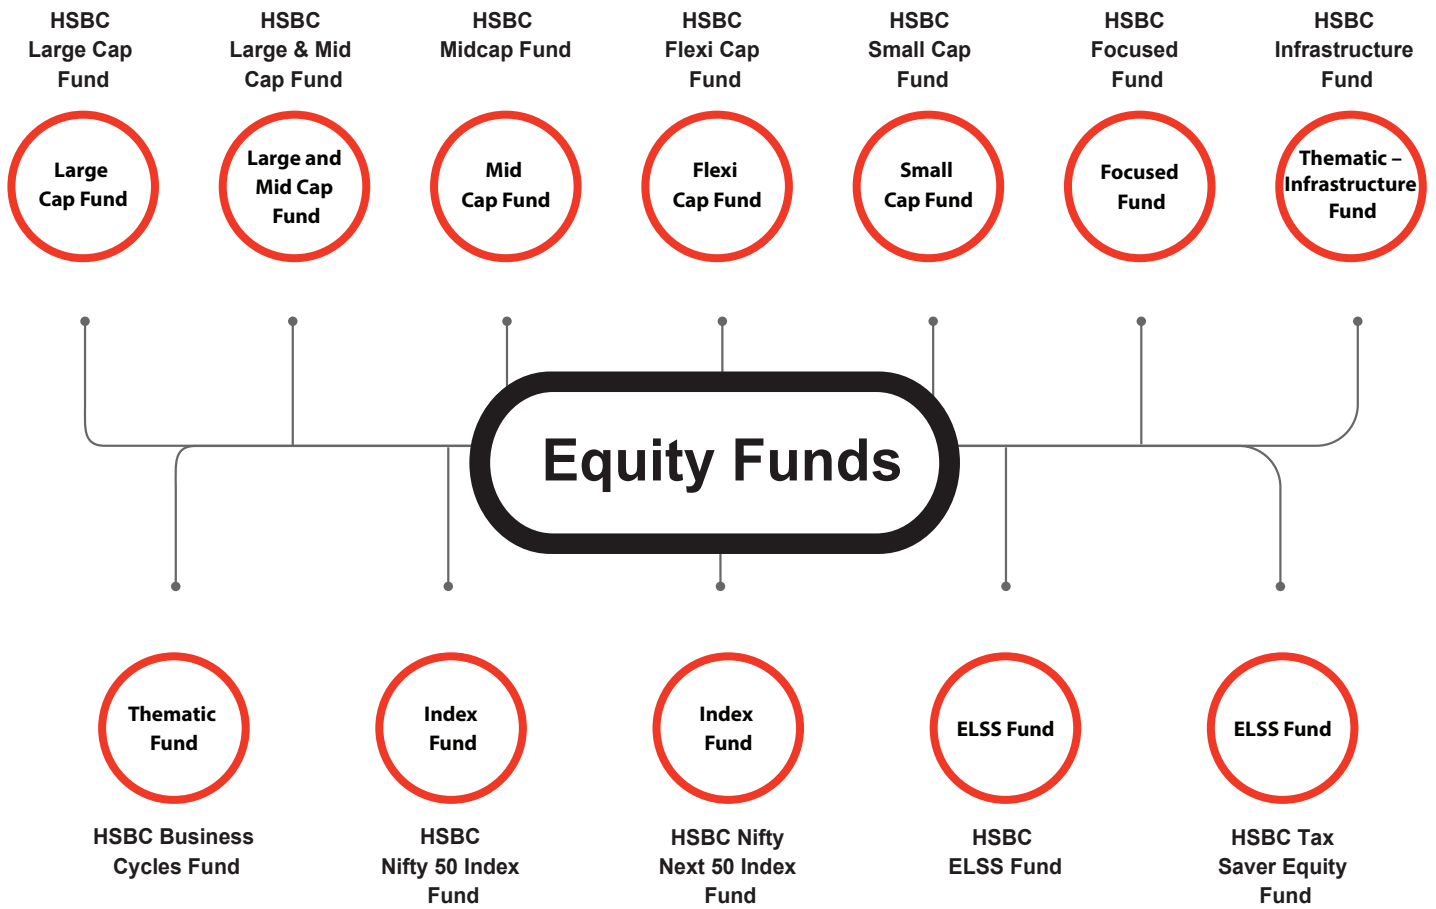 HSBC
Large Cap
Fund
HSBC
Large & Mid
Cap Fund
HSBC
Midcap Fund
HSBC
Flexi Cap
Fund
HSBC
Small Cap
Fund
HSBC
Focused
Fund
HSBC
Infrastructure
Fund
Large
Cap Fund
Large and
Mid Cap
Fund
Mid
Cap Fund
Flexi
Cap Fund
Small
Cap Fund
Focused
Fund
Thematic –
Infrastructure
Fund
Equity Funds
Thematic
Fund
Index
Fund
Index
Fund
ELSS Fund
ELSS Fund
HSBC Business
Cycles Fund
HSBC
Nifty 50 Index
Fund
HSBC Nifty
Next 50 Index
Fund
HSBC
ELSS Fund
HSBC Tax
Saver Equity
Fund